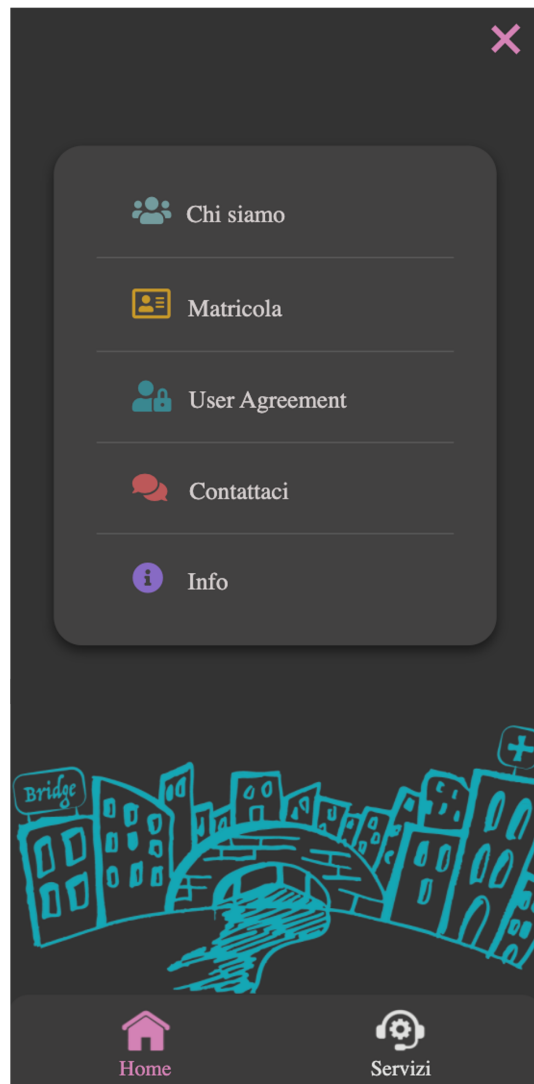 Chi siamo
Matricola
User Agreement
Contattaci
Info
Bridge
Home
Servizi